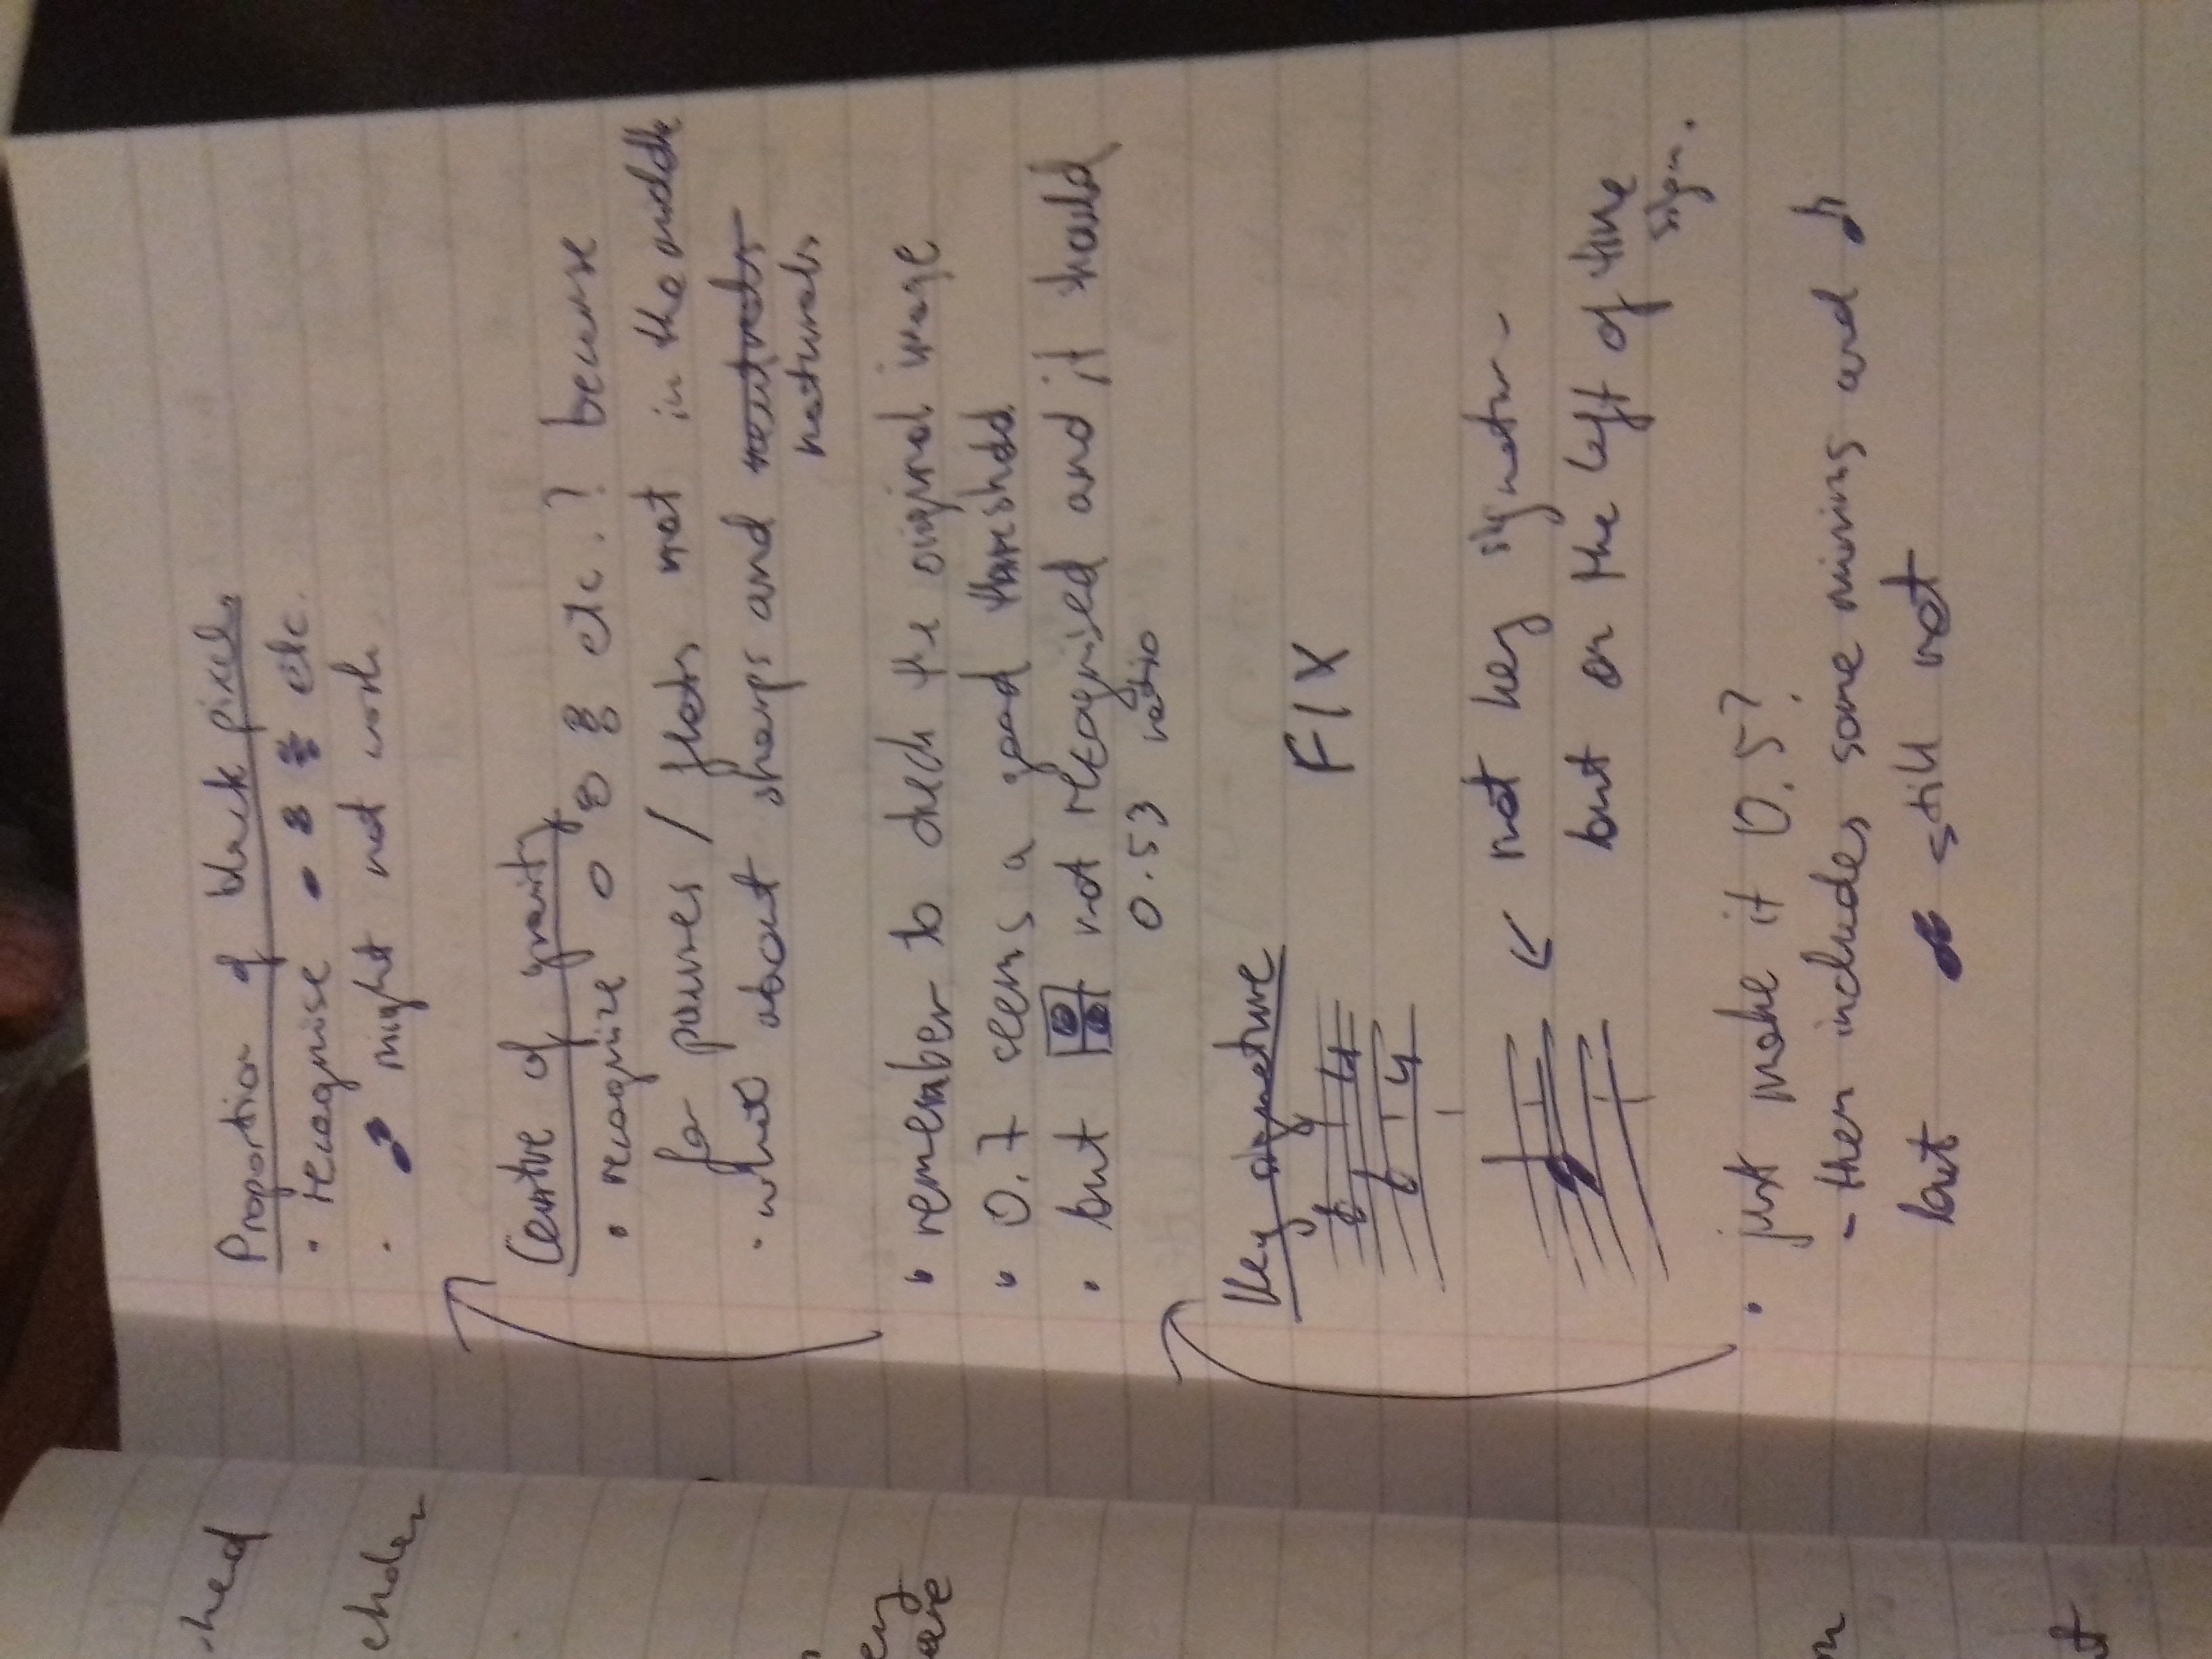 Proportion of black pixels
• recognise etc.
• might not work
Centre of gravity
• recognize etc.? because
for pauses / flats not in the middle
• what about sharps and neutrals
naturals
• remember to check the original image
• 0.7 seems a good threshold.
• but not recognised and it should
0.53 ratio
Key signature
FIX
4
4
not key signature
but on the left of time
sign.
• just make it 0.5?
- then includes some minims and ♪
but still not
hed
ery
are